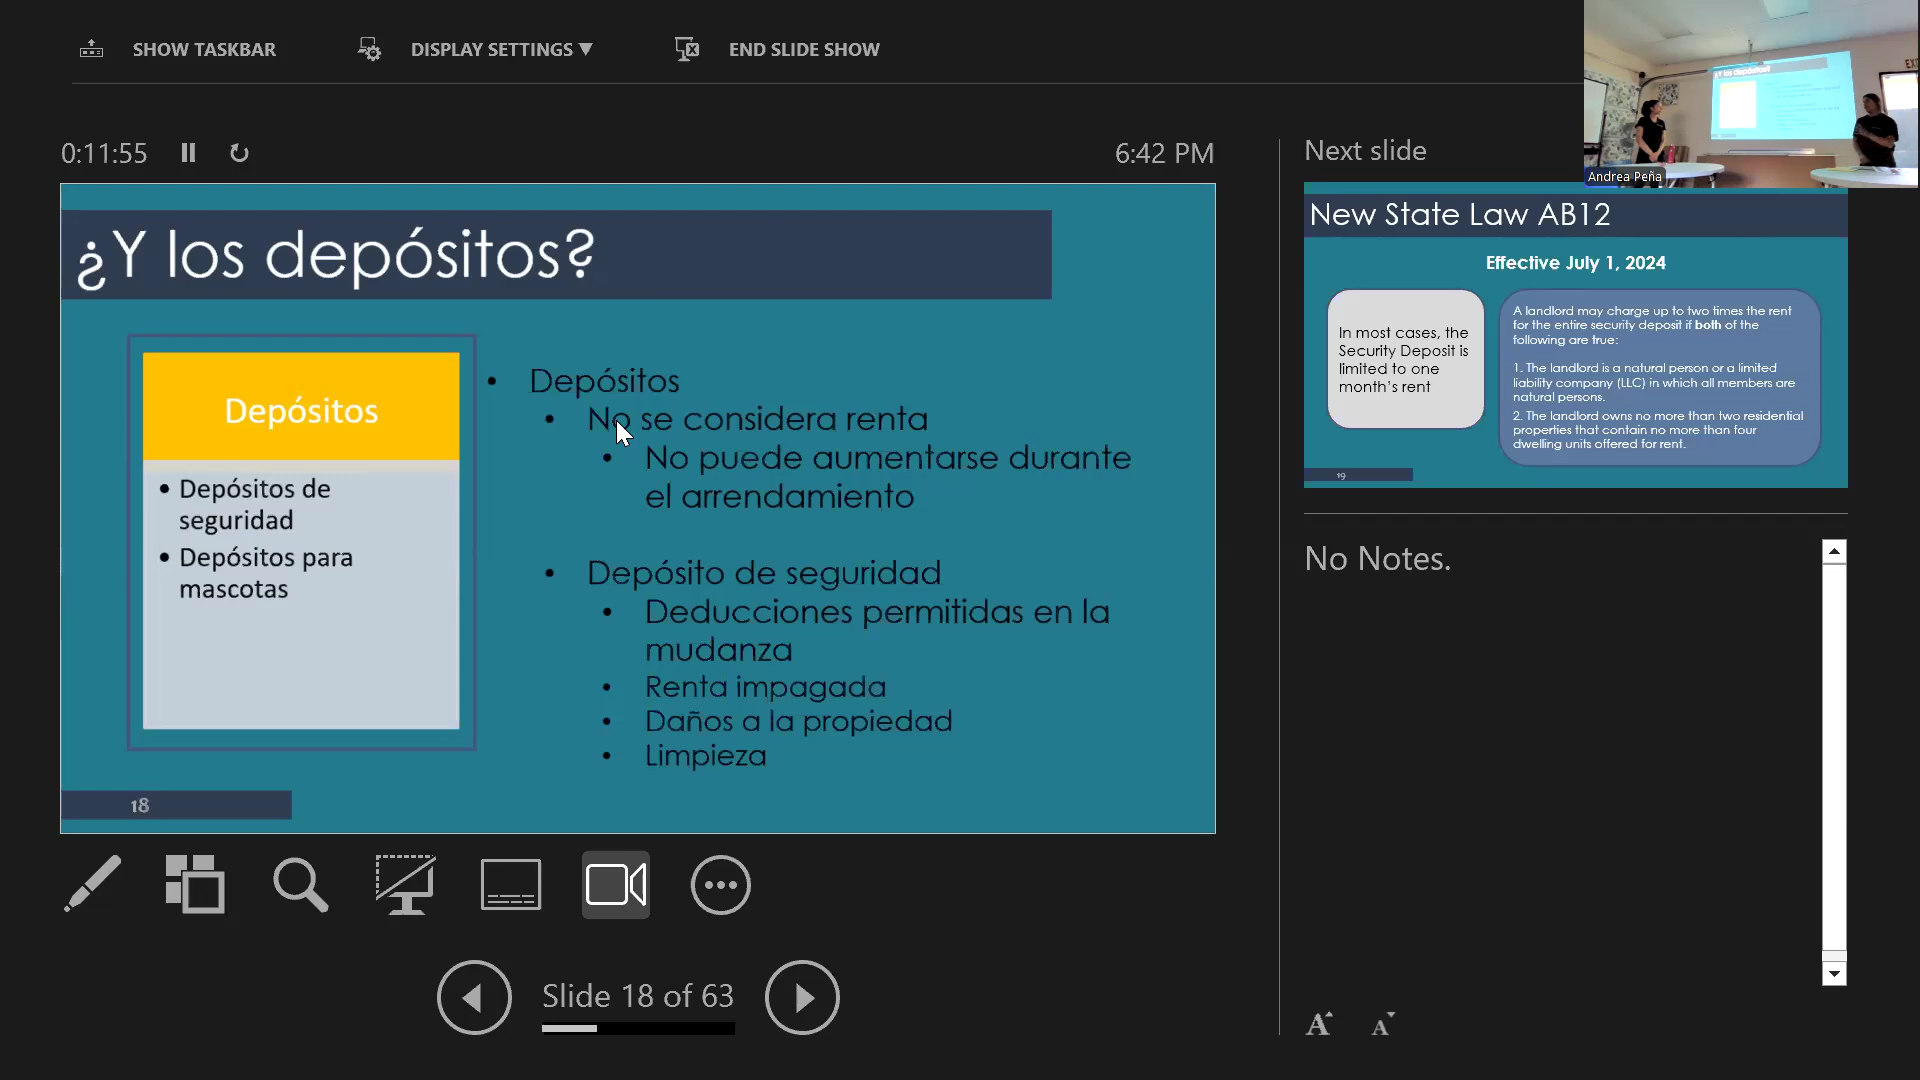 SHOW TASKBAR
DISPLAY SETTINGS ▼
END SLIDE SHOW
0:11:55
6:42 PM
¿Y los depósitos?
Depósitos
• Depósitos de
seguridad
• Depósitos para
mascotas
• Depósitos
• No se considera renta
• No puede aumentarse durante
el arrendamiento
• Depósito de seguridad
• Deducciones permitidas en la
mudanza
• Renta impagada
• Daños a la propiedad
• Limpieza
18
Slide 18 of 63
Next slide
¿Y los depósitos?
Andrea Peña
New State Law AB12
Effective July 1, 2024
In most cases, the
Security Deposit is
limited to one
month's rent
A landlord may charge up to two times the rent
for the entire security deposit if both of the
following are true:
1. The landlord is a natural person or a limited
liability company (LLC) in which all members are
natural persons.
2. The landlord owns no more than two residential
properties that contain no more than four
dwelling units offered for rent.
19
No Notes.
A
A